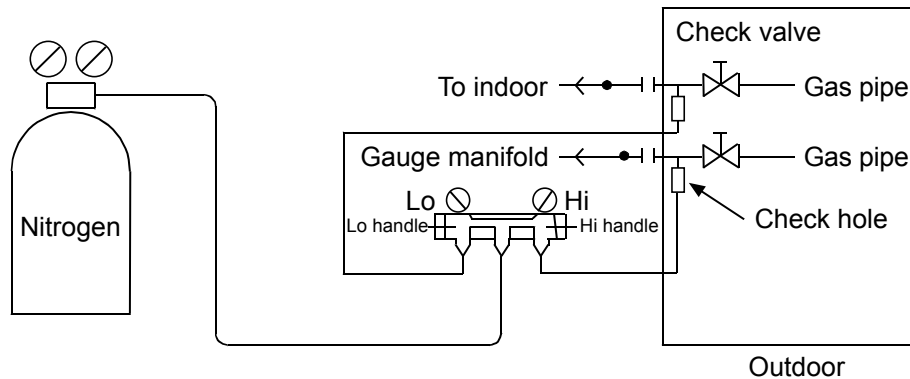 Check valve
To indoor
Gas pipe
Gauge manifold
Gas pipe
Lo
Hi
Nitrogen
Lo handle
Hi handle
Check hole
Outdoor